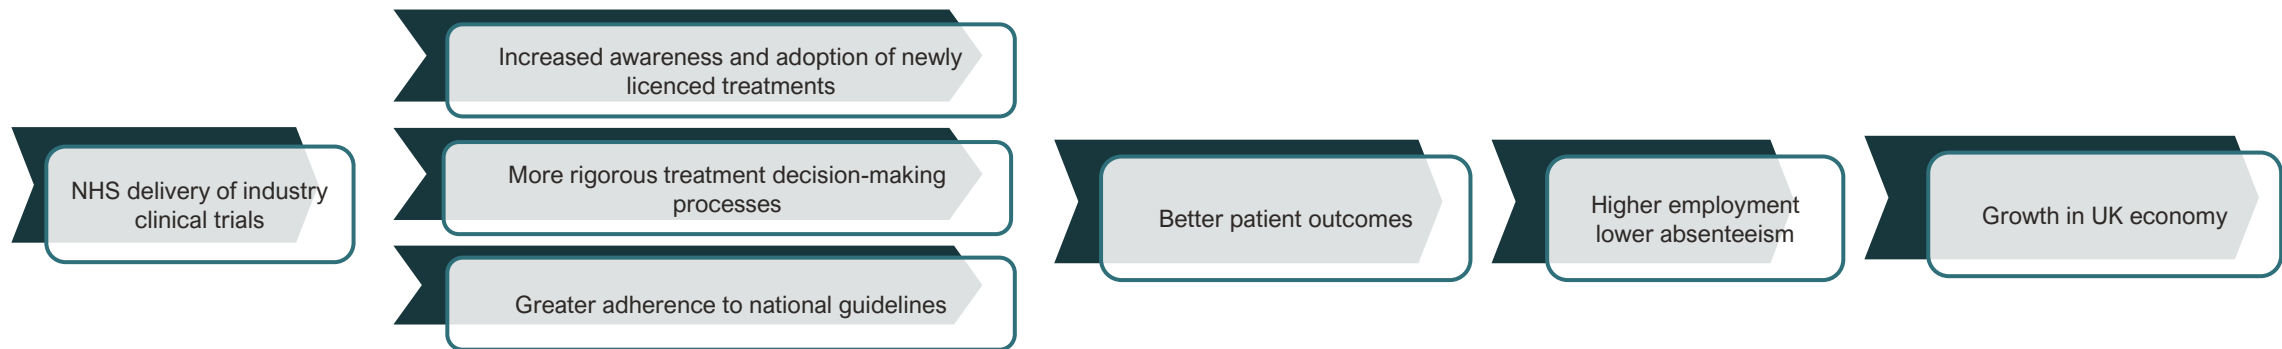 NHS delivery of industry
clinical trials
Increased awareness and adoption of newly
licenced treatments
More rigorous treatment decision-making
processes
Greater adherence to national guidelines
Better patient outcomes
Higher employment
lower absenteeism
Growth in UK economy